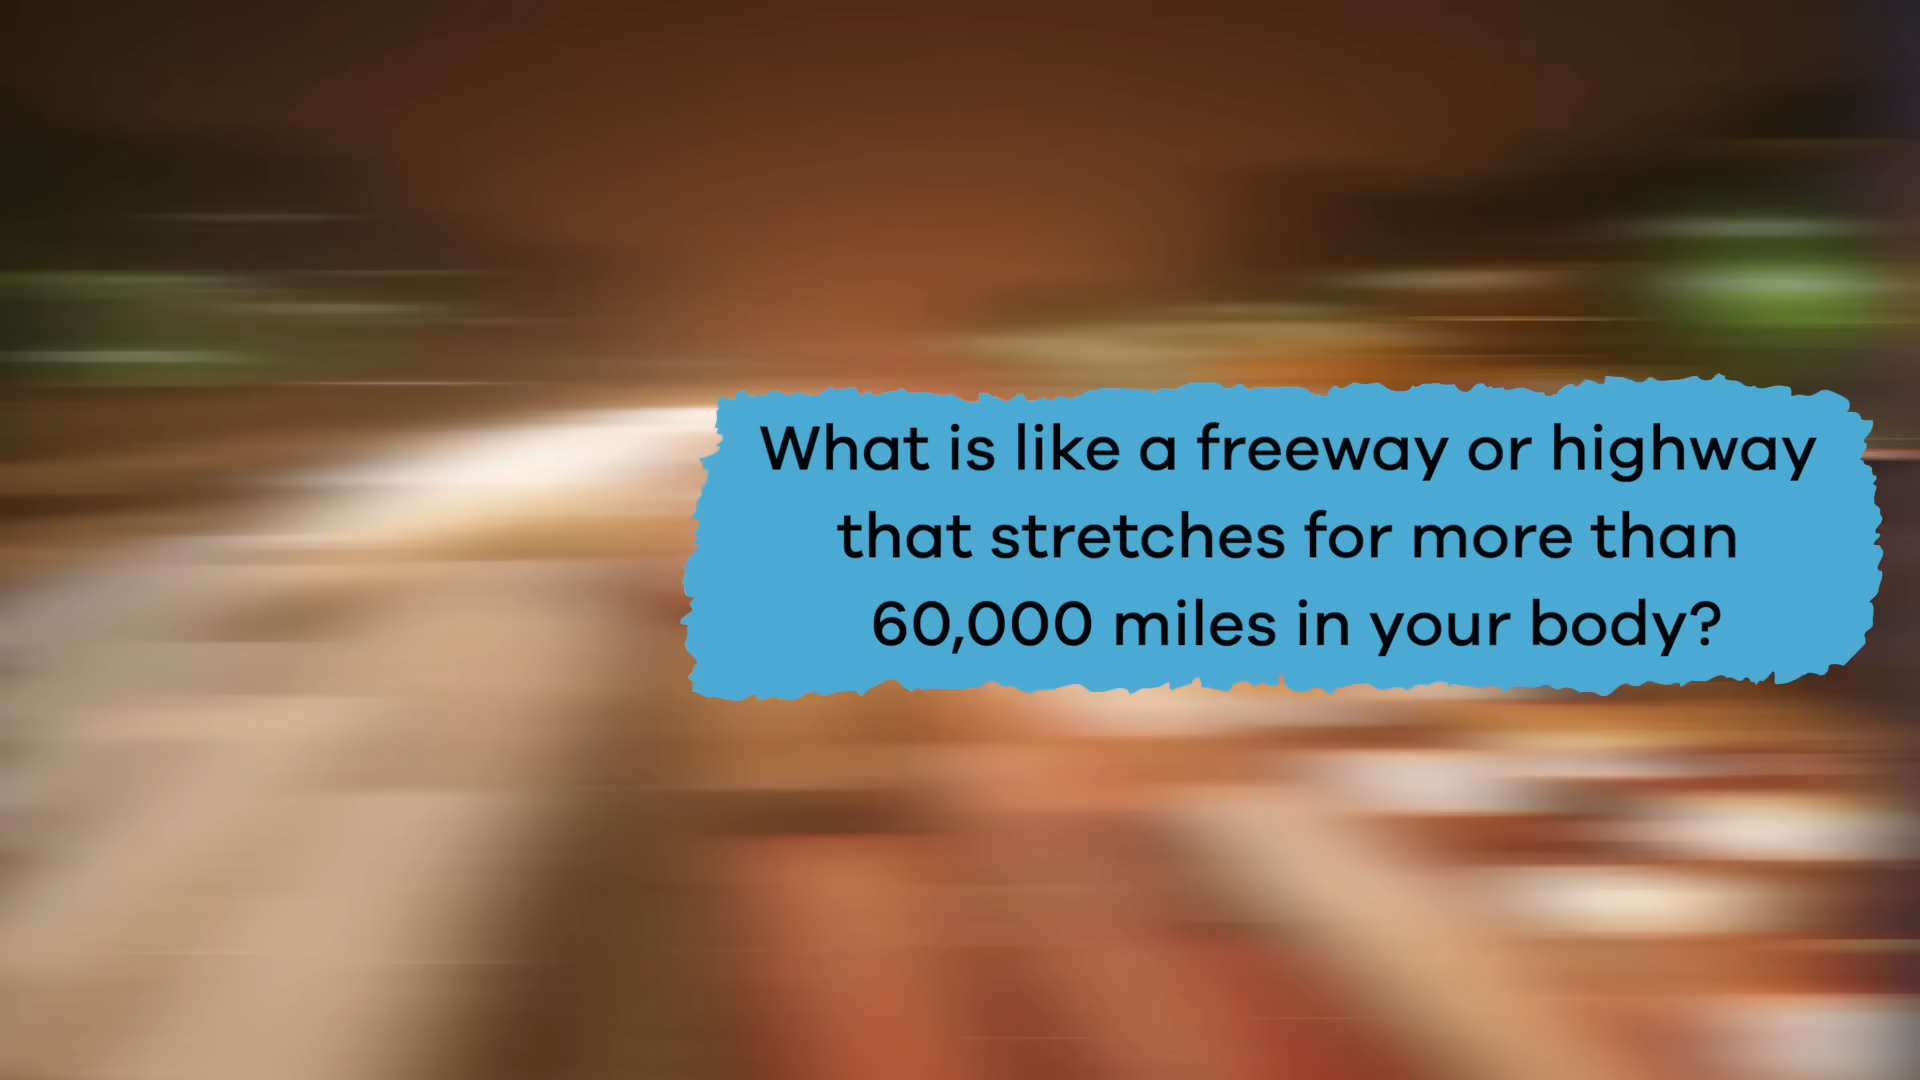 What is like a freeway or highway
that stretches for more than
60,000 miles in your body?